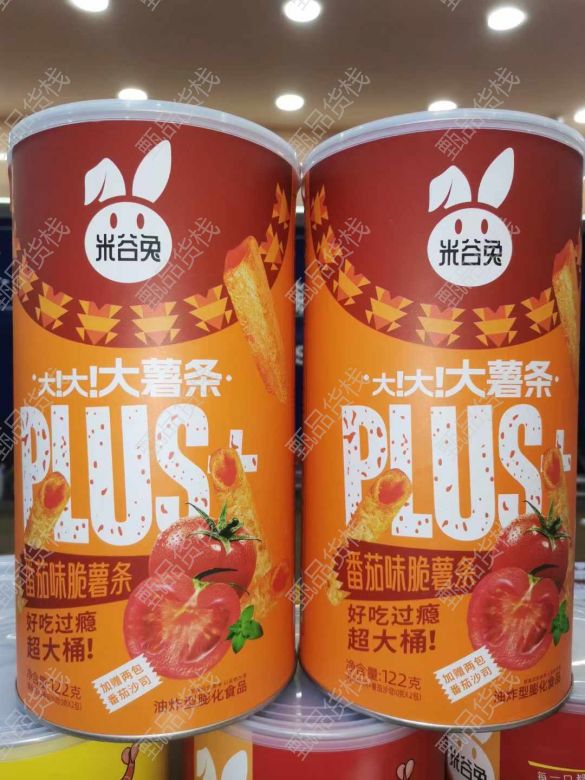 米谷兔
大!大!大薯条
PLUS+
番茄味脆薯条
好吃过瘾
超大桶!
加赠两包
番茄沙司
净含量:122克
油炸型膨化食品
米谷兔
大!大!大薯条
PLUS+
番茄味脆薯条
好吃过瘾
超大桶!
加赠两包
番茄沙司
净含量:122克
油炸型膨化食品
米谷兔
甄品货栈